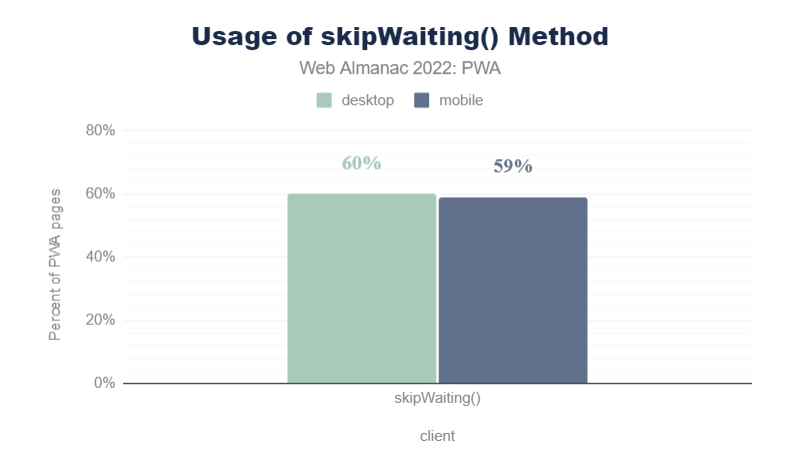 Usage of skipWaiting() Method
Web Almanac 2022: PWA
desktop mobile
80%
60%
40%
20%
0%
Percent of PWA pages
60%
59%
skipWaiting()
client